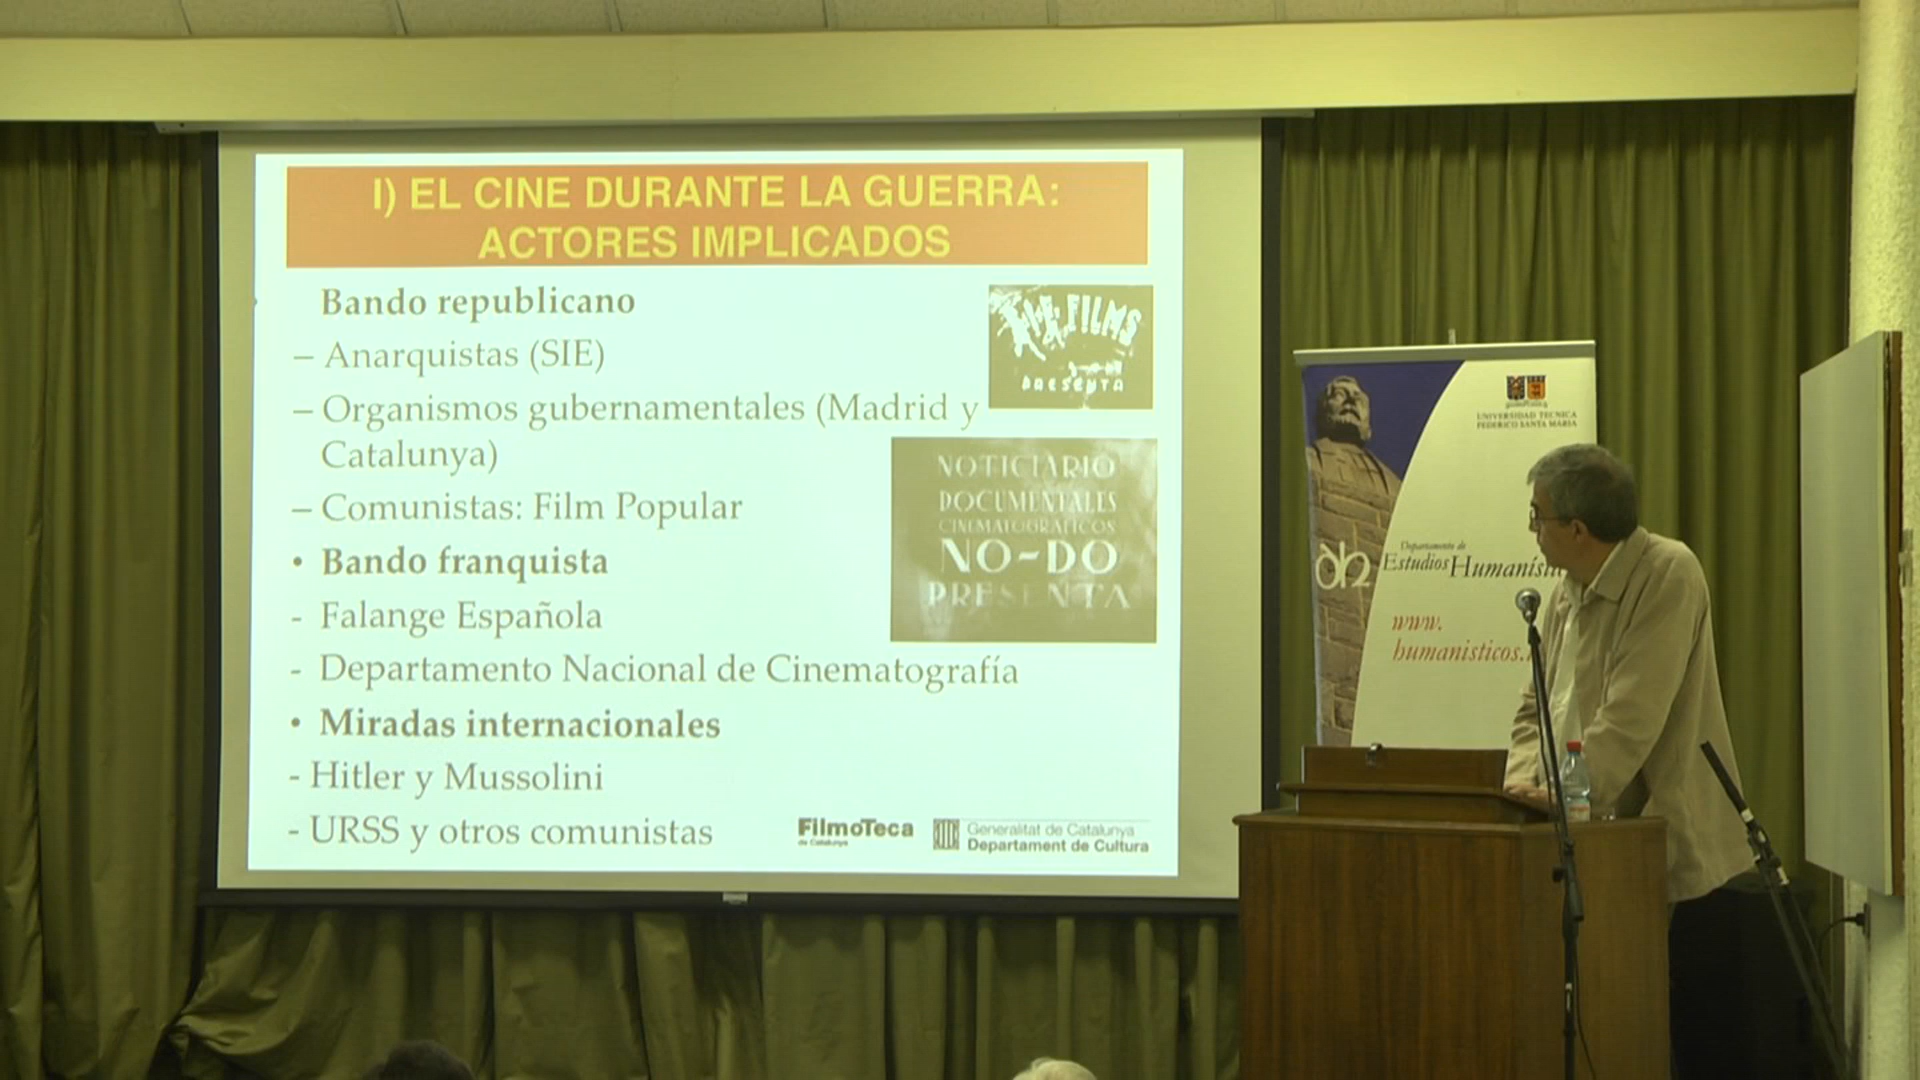 I) EL CINE DURANTE LA GUERRA:
ACTORES IMPLICADOS
Bando republicano
– Anarquistas (SIE)
– Organismos gubernamentales (Madrid y
Catalunya)
– Comunistas: Film Popular
• Bando franquista
- Falange Española
- Departamento Nacional de Cinematografía
• Miradas internacionales
- Hitler y Mussolini
- URSS y otros comunistas
FILMS
PRESENTA
NOTICIARIO
DOCUMENTALES
CINEMATOGRAFICOS
NO-DO
PRESENTA
FilmoTeca
de Catalunya
Generalitat de Catalunya
Departament de Cultura
UNIVERSIDAD TECNICA
FEDERICO SANTA MARIA
Departamento de
Estudios
www.
humanisticos.